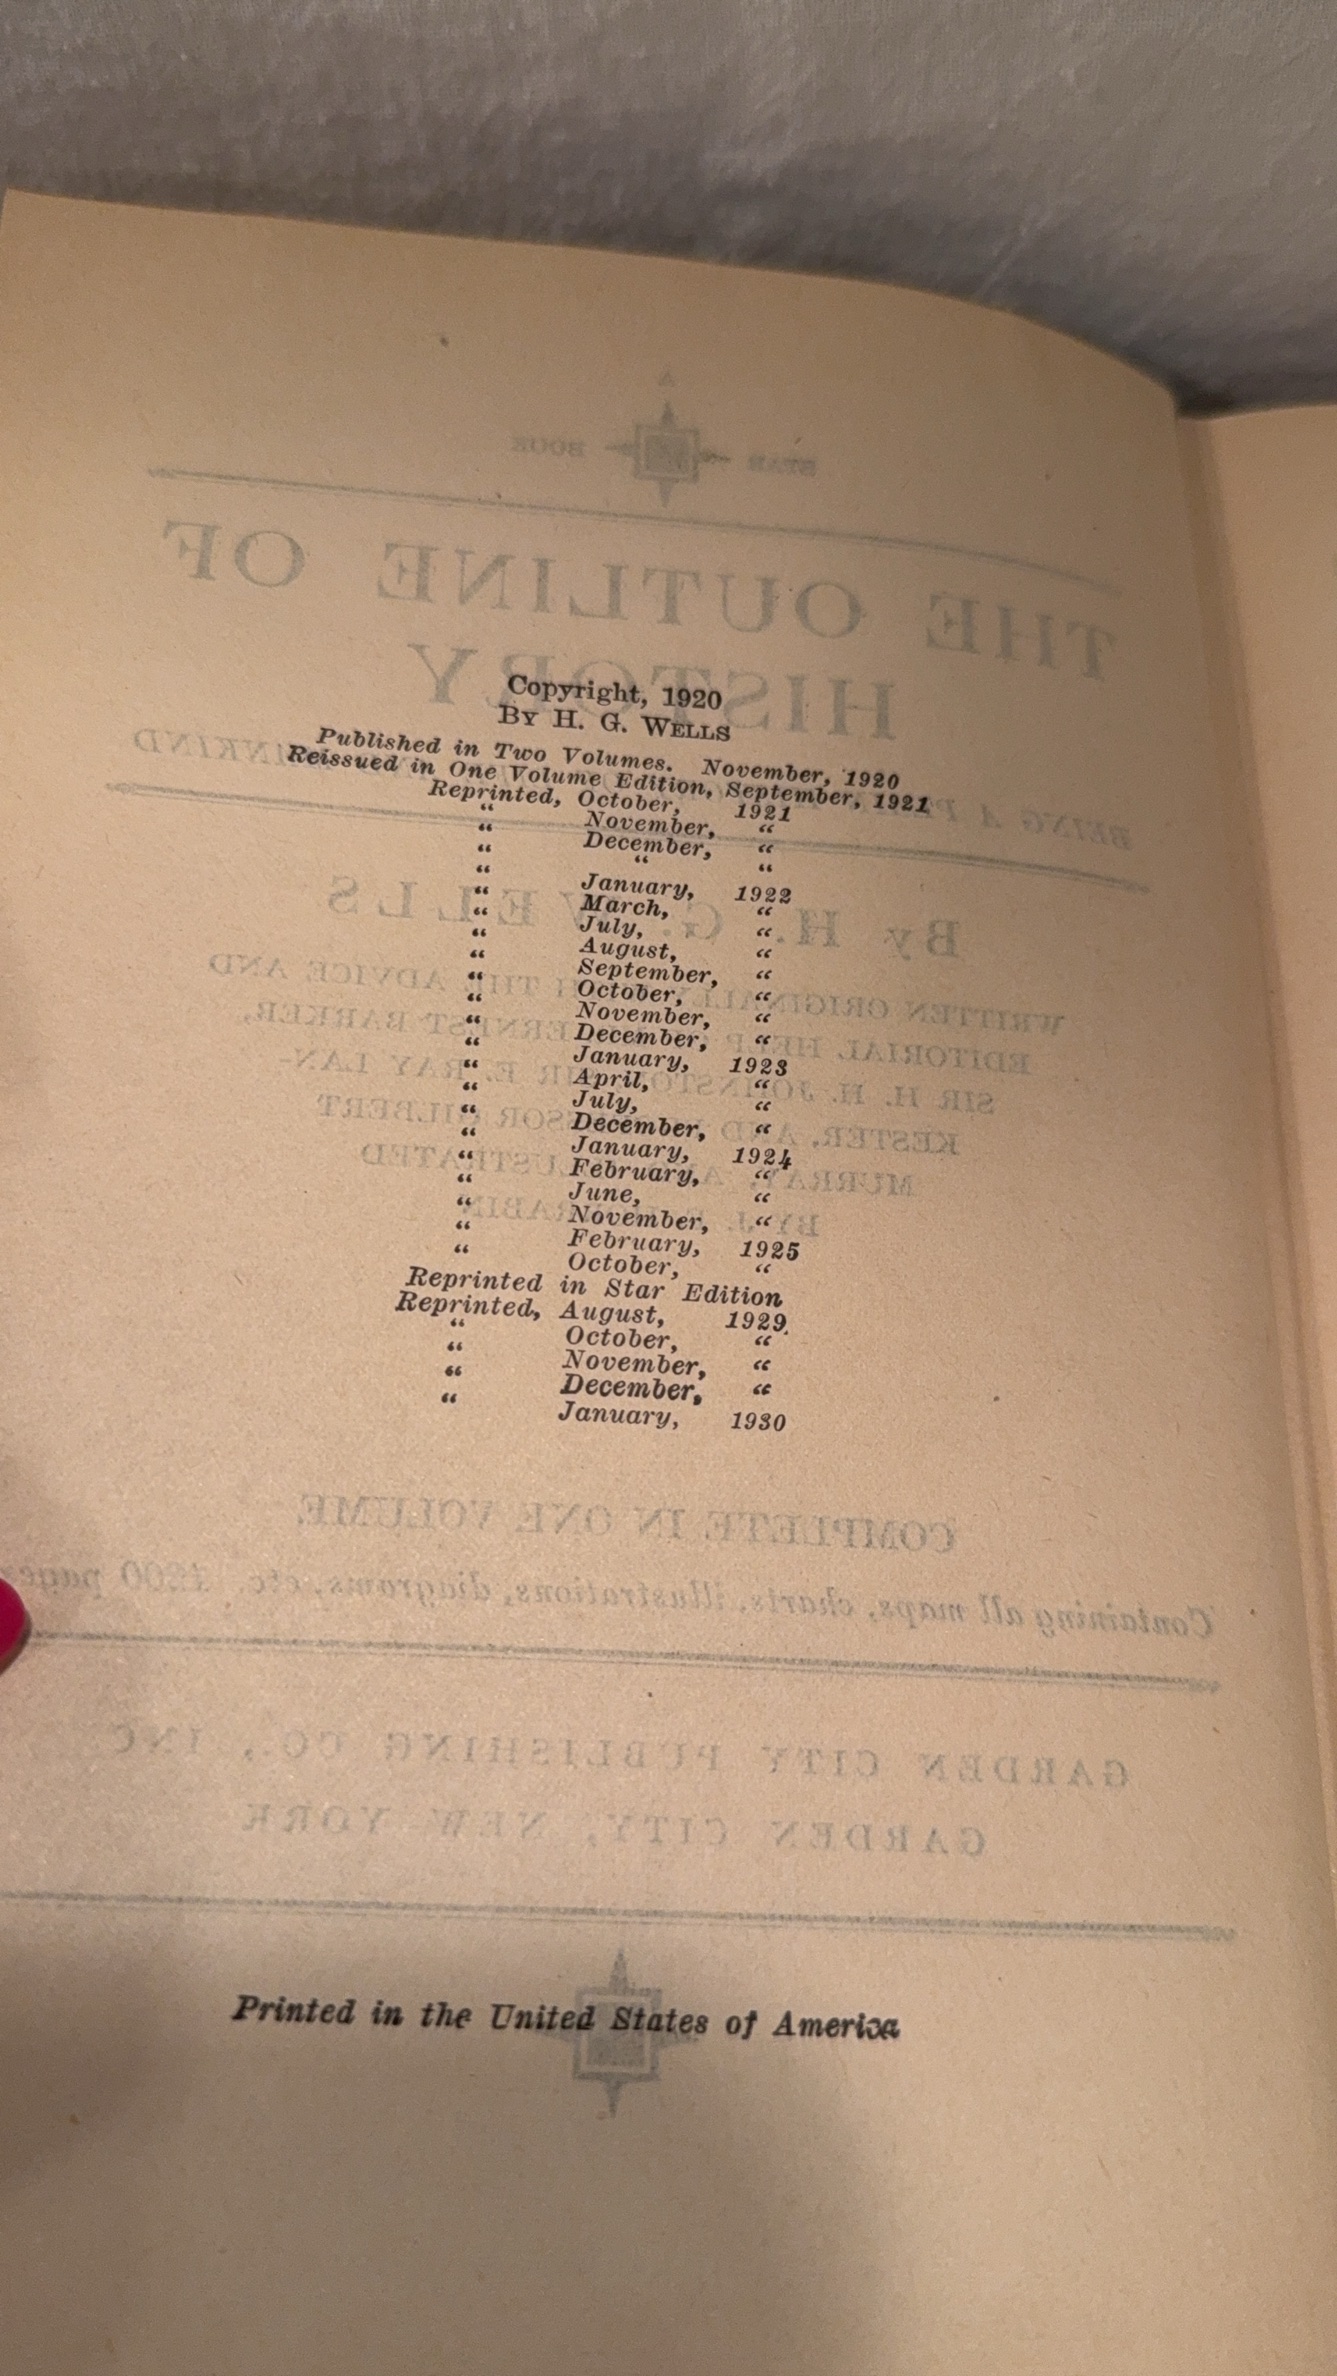 Copyright, 1920
By H. G. Wells
Published in Two Volumes. November, 1920
Reissued in One Volume Edition, September, 1921
Reprinted, October, 1921
“ November, “
“ December, “
“ “ “
“ January, 1922
“ March, “
“ July, “
“ August, “
“ September, “
“ October, “
“ November, “
“ December, “
“ January, 1923
“ April, “
“ July, “
“ December, “
“ January, 1924
“ February, “
“ June, “
“ November, “
“ February, 1925
“ October, “
Reprinted in Star Edition
Reprinted, August, 1929
“ October, “
“ November, “
“ December, “
“ January, 1930
Printed in the United States of America